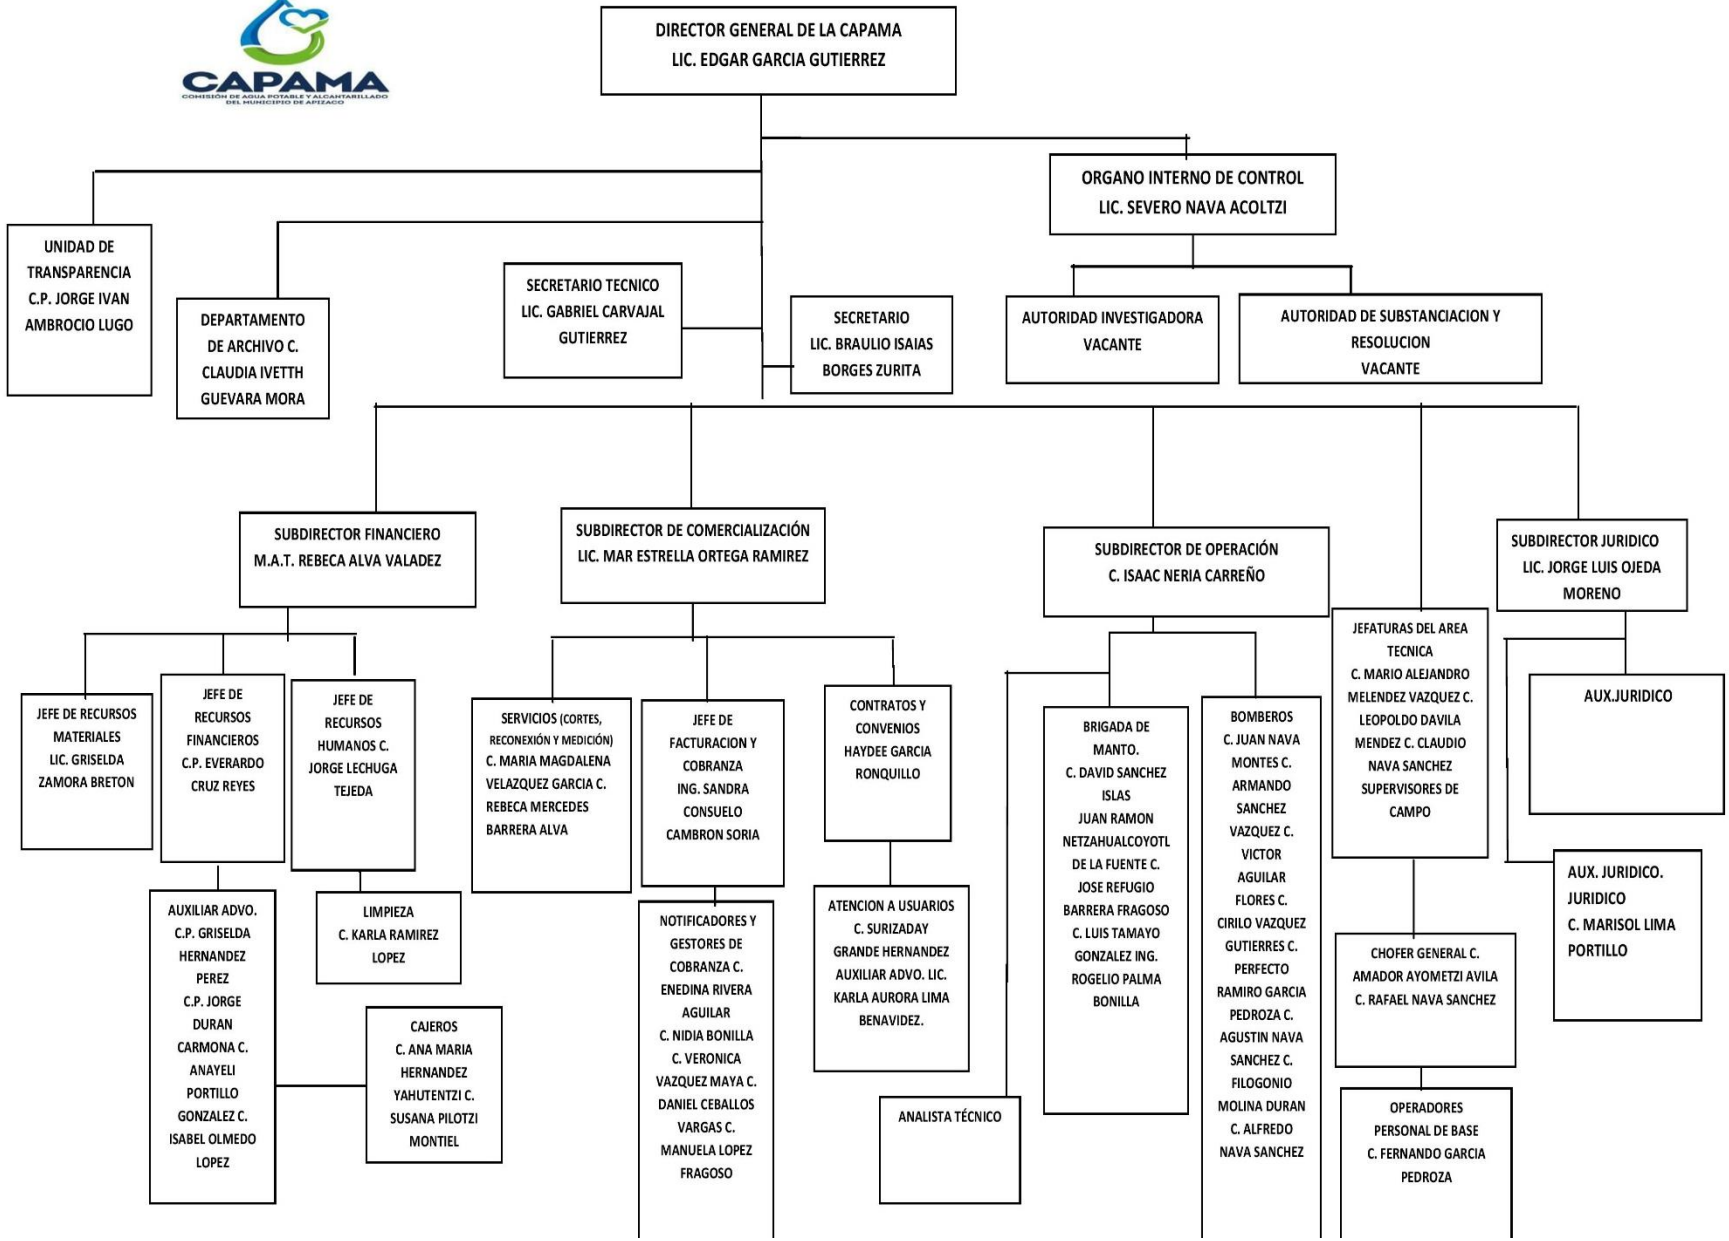 CAPAMA
COMISIÓN DE AGUA POTABLE Y ALCANTARILLADO
DEL MUNICIPIO DE APIZACO
DIRECTOR GENERAL DE LA CAPAMA
LIC. EDGAR GARCIA GUTIERREZ
ORGANO INTERNO DE CONTROL
LIC. SEVERO NAVA ACOLTZI
UNIDAD DE
TRANSPARENCIA
C.P. JORGE IVAN
AMBROCIO LUGO
DEPARTAMENTO
DE ARCHIVO C.
CLAUDIA IVETTH
GUEVARA MORA
SECRETARIO TECNICO
LIC. GABRIEL CARVAJAL
GUTIERREZ
SECRETARIO
LIC. BRAULIO ISAIAS
BORGES ZURITA
AUTORIDAD INVESTIGADORA
VACANTE
AUTORIDAD DE SUBSTANCIACION Y
RESOLUCION
VACANTE
SUBDIRECTOR FINANCIERO
M.A.T. REBECA ALVA VALADEZ
SUBDIRECTOR DE COMERCIALIZACIÓN
LIC. MAR ESTRELLA ORTEGA RAMIREZ
SUBDIRECTOR DE OPERACIÓN
C. ISAAC NERIA CARREÑO
SUBDIRECTOR JURIDICO
LIC. JORGE LUIS OJEDA
MORENO
JEFE DE RECURSOS
MATERIALES
LIC. GRISELDA
ZAMORA BRETON
JEFE DE
RECURSOS
FINANCIEROS
C.P. EVERARDO
CRUZ REYES
JEFE DE
RECURSOS
HUMANOS C.
JORGE LECHUGA
TEJEDA
SERVICIOS (CORTES,
RECONEXIÓN Y MEDICIÓN)
C. MARIA MAGDALENA
VELAZQUEZ GARCIA C.
REBECA MERCEDES
BARRERA ALVA
JEFE DE
FACTURACION Y
COBRANZA
ING. SANDRA
CONSUELO
CAMBRON SORIA
CONTRATOS Y
CONVENIOS
HAYDEE GARCIA
RONQUILLO
BRIGADA DE
MANTO.
C. DAVID SANCHEZ
ISLAS
JUAN RAMON
NETZAHUALCOYOTL
DE LA FUENTE C.
JOSE REFUGIO
BARRERA FRAGOSO
C. LUIS TAMAYO
GONZALEZ ING.
ROGELIO PALMA
BONILLA
BOMBEROS
C. JUAN NAVA
MONTES C.
ARMANDO
SANCHEZ
VAZQUEZ C.
VICTOR
AGUILAR
FLORES C.
CIRILO VAZQUEZ
GUTIERRES C.
PERFECTO
RAMIRO GARCIA
PEDROZA C.
AGUSTIN NAVA
SANCHEZ C.
FILOGONIO
MOLINA DURAN
C. ALFREDO
NAVA SANCHEZ
JEFATURAS DEL AREA
TECNICA
C. MARIO ALEJANDRO
MELENDEZ VAZQUEZ C.
LEOPOLDO DAVILA
MENDEZ C. CLAUDIO
NAVA SANCHEZ
SUPERVISORES DE
CAMPO
AUX.JURIDICO
AUX. JURIDICO.
JURIDICO
C. MARISOL LIMA
PORTILLO
AUXILIAR ADVO.
C.P. GRISELDA
HERNANDEZ
PEREZ
C.P. JORGE
DURAN
CARMONA C.
ANAYELI
PORTILLO
GONZALEZ C.
ISABEL OLMEDO
LOPEZ
LIMPIEZA
C. KARLA RAMIREZ
LOPEZ
CAJEROS
C. ANA MARIA
HERNANDEZ
YAHUTENTZI C.
SUSANA PILOTZI
MONTIEL
NOTIFICADORES Y
GESTORES DE
COBRANZA C.
ENEDINA RIVERA
AGUILAR
C. NIDIA BONILLA
C. VERONICA
VAZQUEZ MAYA C.
DANIEL CEBALLOS
VARGAS C.
MANUELA LOPEZ
FRAGOSO
ATENCION A USUARIOS
C. SURIZADAY
GRANDE HERNANDEZ
AUXILIAR ADVO. LIC.
KARLA AURORA LIMA
BENAVIDEZ.
ANALISTA TÉCNICO
CHOFER GENERAL C.
AMADOR AYOMETZI AVILA
C. RAFAEL NAVA SANCHEZ
OPERADORES
PERSONAL DE BASE
C. FERNANDO GARCIA
PEDROZA